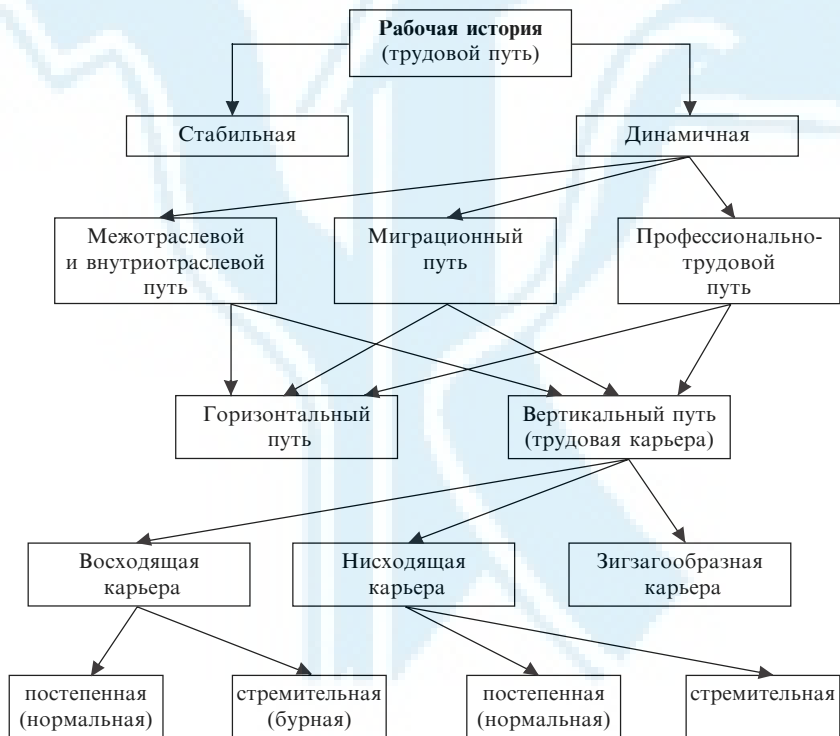 Рабочая история
(трудовой путь)
Стабильная
Динамичная
Межотраслевой
и внутриотраслевой
путь
Миграционный
путь
Профессионально-
трудовой
путь
Горизонтальный
путь
Вертикальный путь
(трудовая карьера)
Восходящая
карьера
Нисходящая
карьера
Зигзагообразная
карьера
постепенная
(нормальная)
стремительная
(бурная)
постепенная
(нормальная)
стремительная